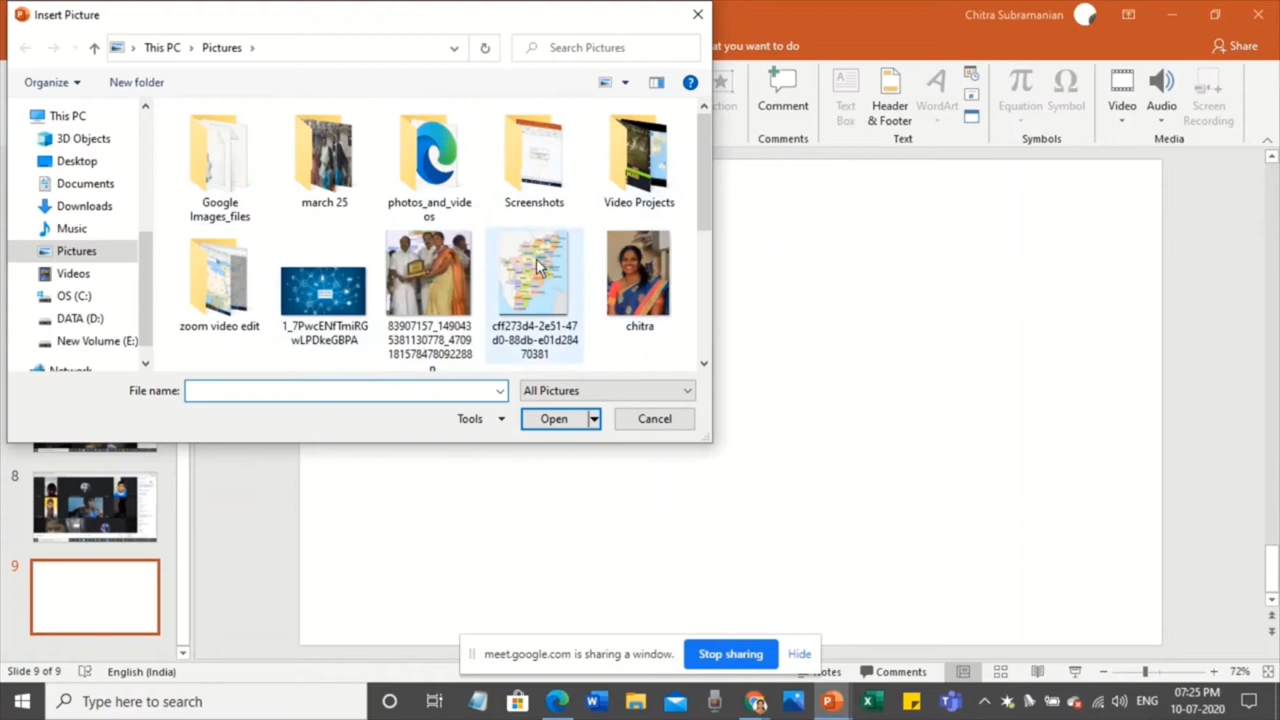 Insert Picture
Chitra Subramanian
This PC
Pictures
Search Pictures
at you want to do
Share
Organize
New folder
Comment
Text
Box
Header
& Footer
WordArt
Equation
Symbol
Video
Audio
Screen
Recording
Comments
Text
Symbols
Media
This PC
3D Objects
Desktop
Documents
Downloads
Music
Pictures
Videos
OS (C:)
DATA (D:)
New Volume (E:)
Google
Images_files
march 25
photos_and_vide
os
Screenshots
Video Projects
zoom video edit
1_7PwcENfTmiRG
wLPDkeGBPA
83907157_149043
5381130778_4709
181578478092288
cff273d4-2e51-47
d0-88db-e01d284
70381
chitra
File name:
All Pictures
Tools
Open
Cancel
8
9
meet.google.com is sharing a window.
Stop sharing
Hide
Slide 9 of 9
English (India)
Comments
72%
Type here to search
ENG
07:25 PM
10-07-2020